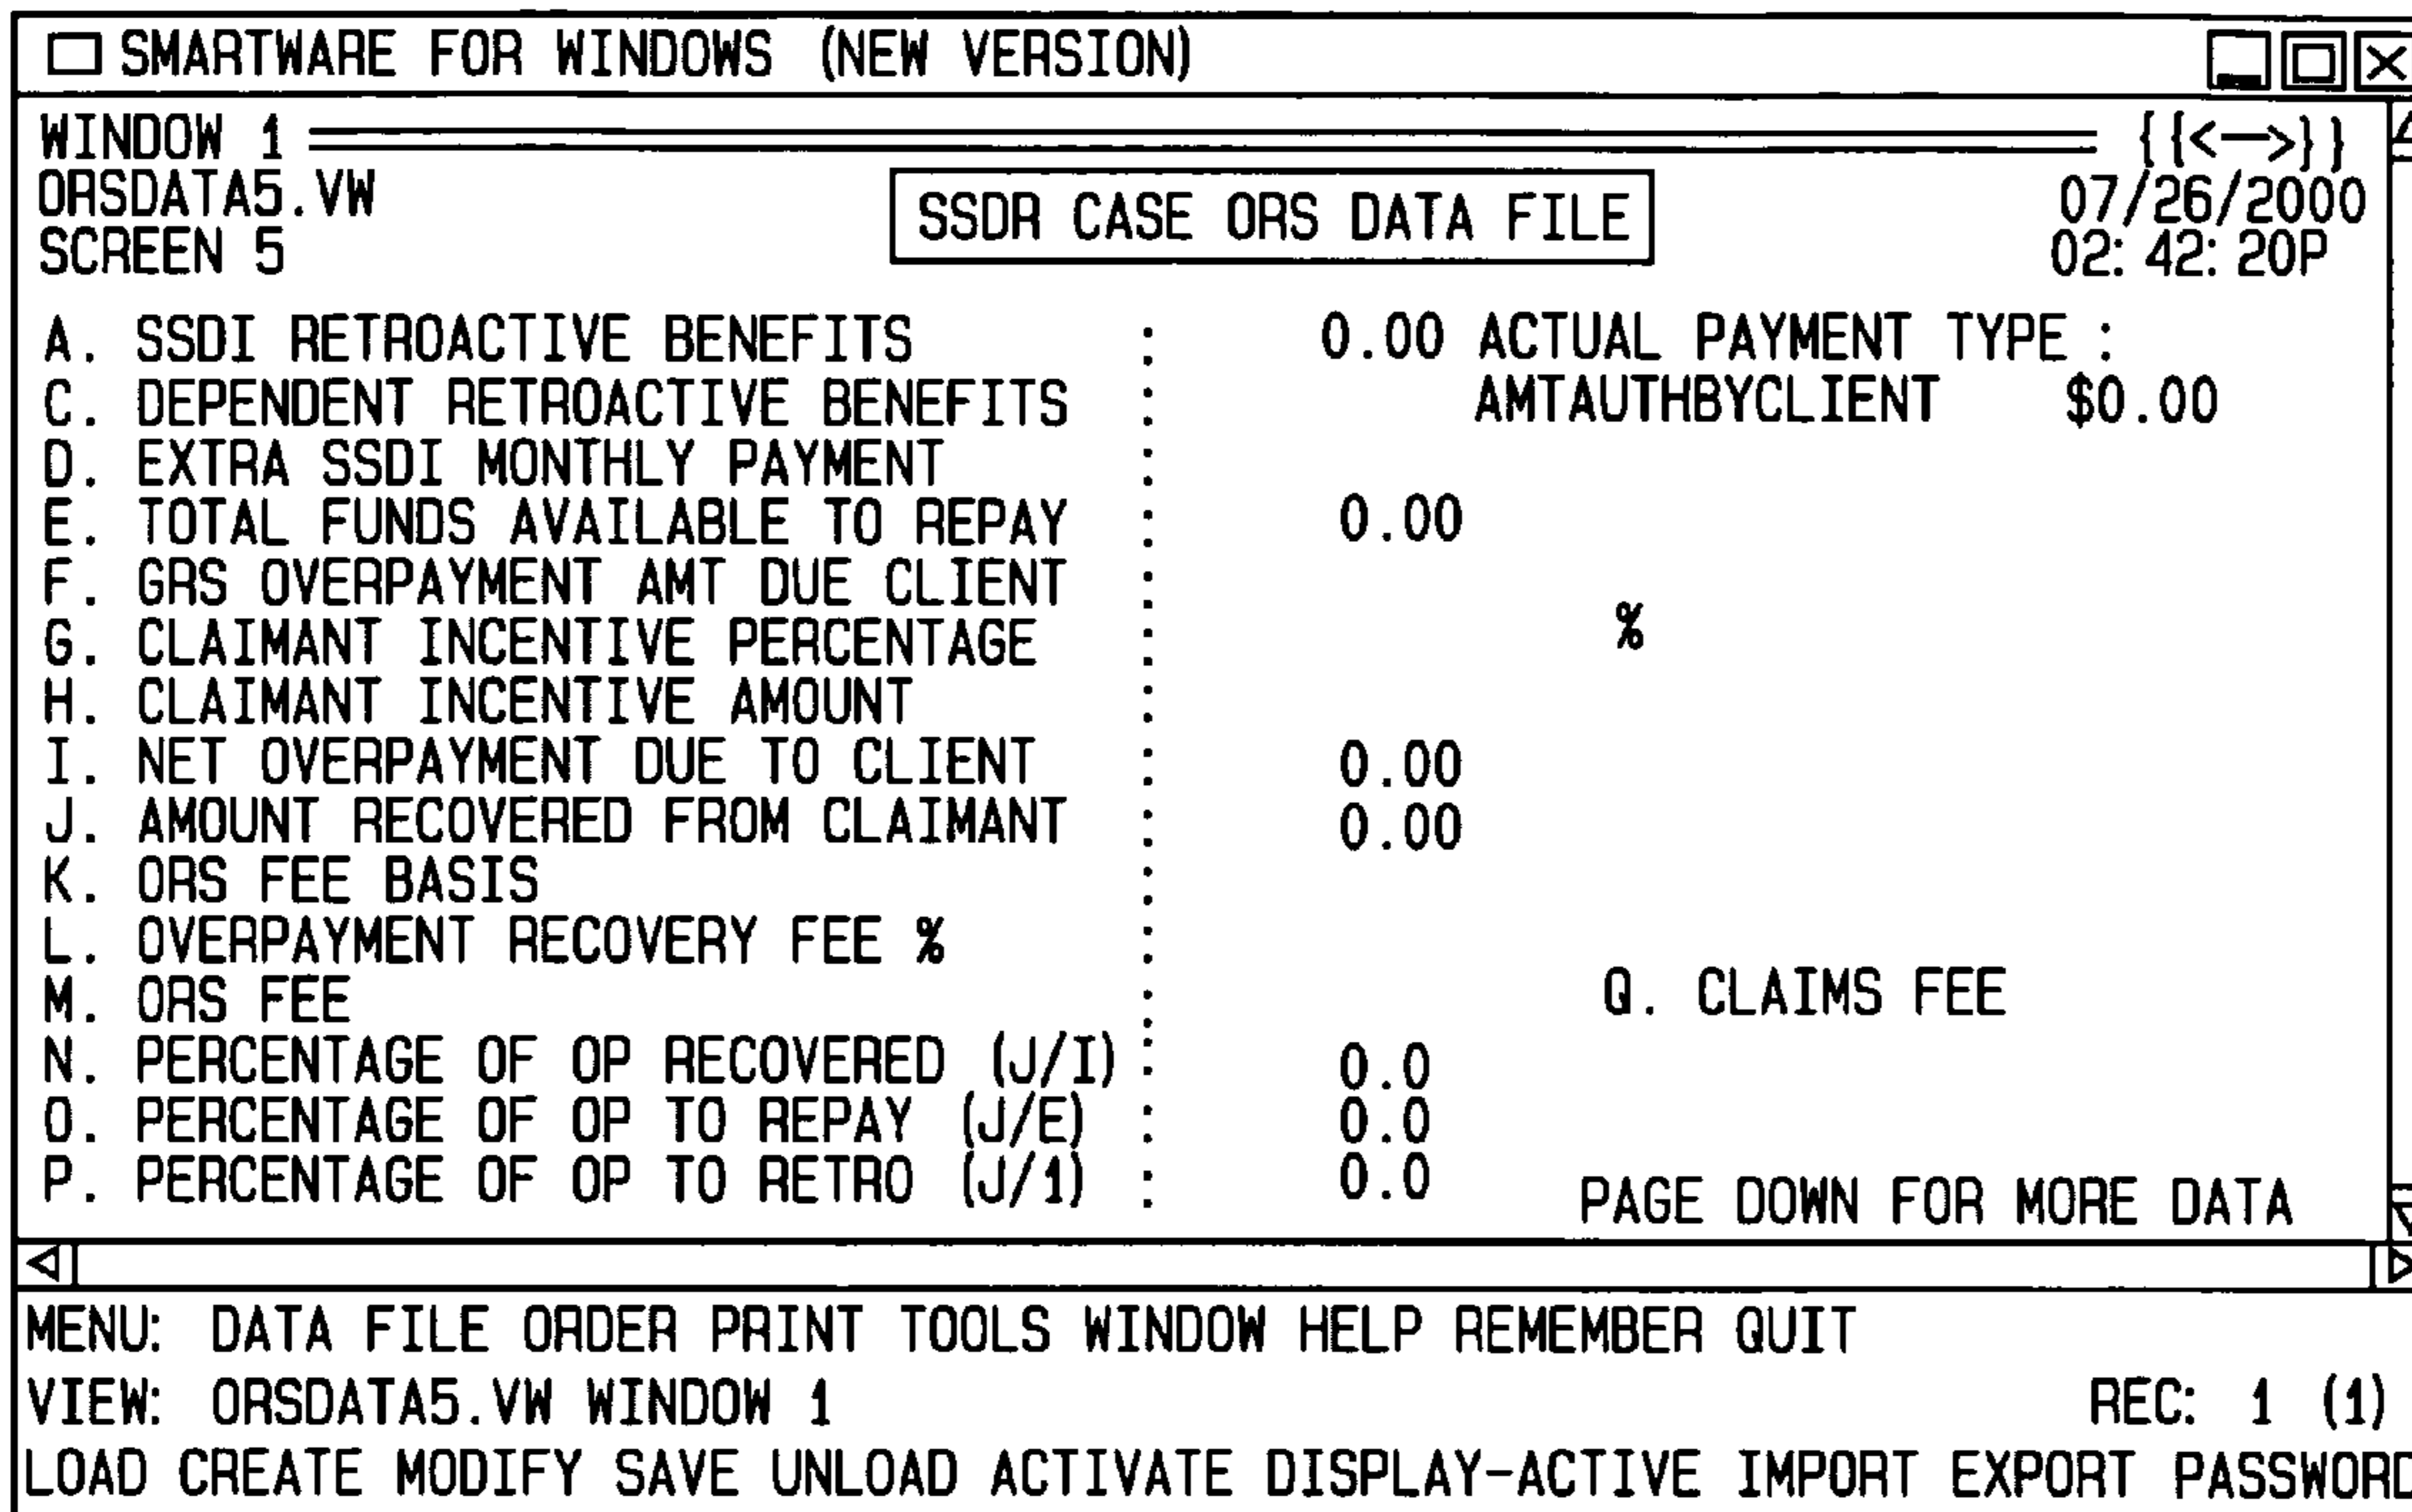 SMARTWARE FOR WINDOWS (NEW VERSION)
WINDOW 1 {{<—>}}
ORSDATA5.VW 07/26/2000
SSDR CASE ORS DATA FILE
SCREEN 5 02:42:20P
A. SSDI RETROACTIVE BENEFITS : 0.00 ACTUAL PAYMENT TYPE :
C. DEPENDENT RETROACTIVE BENEFITS : AMTAUTHBYCLIENT $0.00
D. EXTRA SSDI MONTHLY PAYMENT :
E. TOTAL FUNDS AVAILABLE TO REPAY : 0.00
F. GRS OVERPAYMENT AMT DUE CLIENT :
G. CLAIMANT INCENTIVE PERCENTAGE : %
H. CLAIMANT INCENTIVE AMOUNT :
I. NET OVERPAYMENT DUE TO CLIENT : 0.00
J. AMOUNT RECOVERED FROM CLAIMANT : 0.00
K. ORS FEE BASIS :
L. OVERPAYMENT RECOVERY FEE % :
M. ORS FEE : Q. CLAIMS FEE
N. PERCENTAGE OF OP RECOVERED (J/I) : 0.0
O. PERCENTAGE OF OP TO REPAY (J/E) : 0.0
P. PERCENTAGE OF OP TO RETRO (J/1) : 0.0
PAGE DOWN FOR MORE DATA
MENU: DATA FILE ORDER PRINT TOOLS WINDOW HELP REMEMBER QUIT
VIEW: ORSDATA5.VW WINDOW 1 REC: 1 (1)
LOAD CREATE MODIFY SAVE UNLOAD ACTIVATE DISPLAY-ACTIVE IMPORT EXPORT PASSWORD